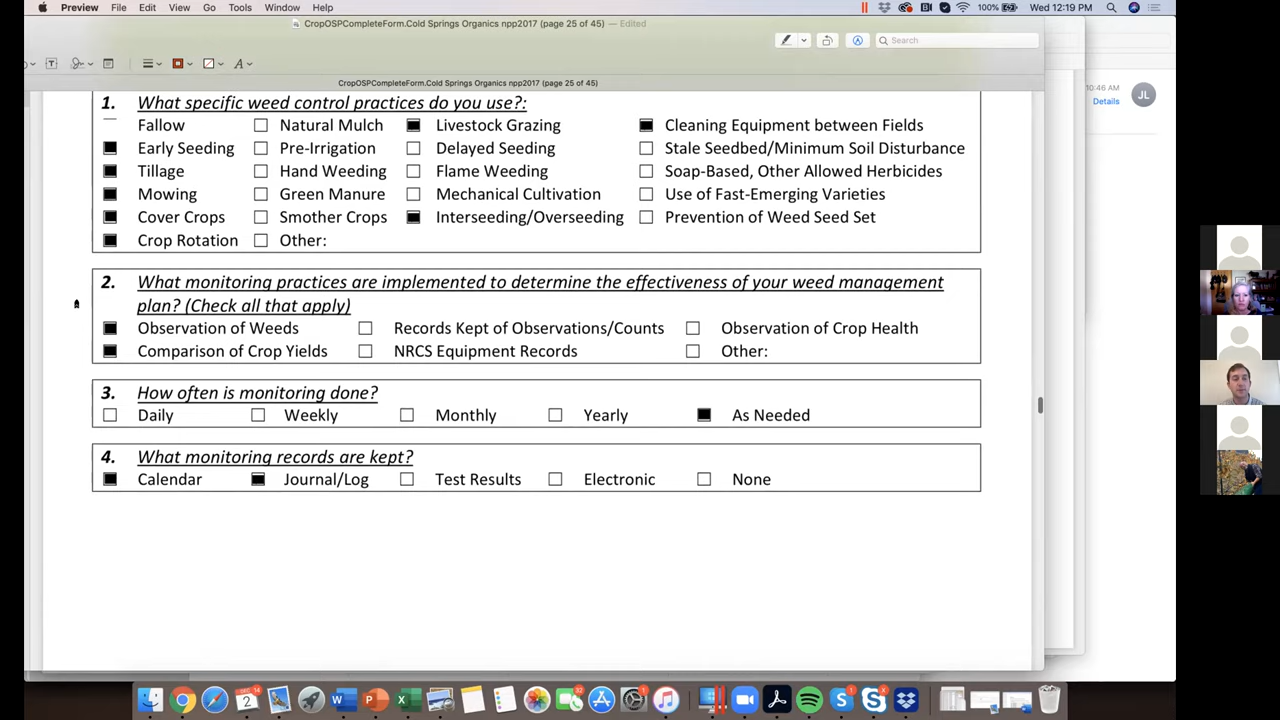 Preview File Edit View Go Tools Window Help 100% Wed 12:19 PM
CropOSPCompleteForm.Cold Springs Organics npp2017 (page 25 of 45) — Edited
Search
CropOSPCompleteForm.Cold Springs Organics npp2017 (page 25 of 45)
10:46 AM
JL
Details
1. What specific weed control practices do you use?:
Fallow Natural Mulch Livestock Grazing Cleaning Equipment between Fields
Early Seeding Pre-Irrigation Delayed Seeding Stale Seedbed/Minimum Soil Disturbance
Tillage Hand Weeding Flame Weeding Soap-Based, Other Allowed Herbicides
Mowing Green Manure Mechanical Cultivation Use of Fast-Emerging Varieties
Cover Crops Smother Crops Interseeding/Overseeding Prevention of Weed Seed Set
Crop Rotation Other:
2. What monitoring practices are implemented to determine the effectiveness of your weed management
plan? (Check all that apply)
Observation of Weeds Records Kept of Observations/Counts Observation of Crop Health
Comparison of Crop Yields NRCS Equipment Records Other:
3. How often is monitoring done?
Daily Weekly Monthly Yearly As Needed
4. What monitoring records are kept?
Calendar Journal/Log Test Results Electronic None